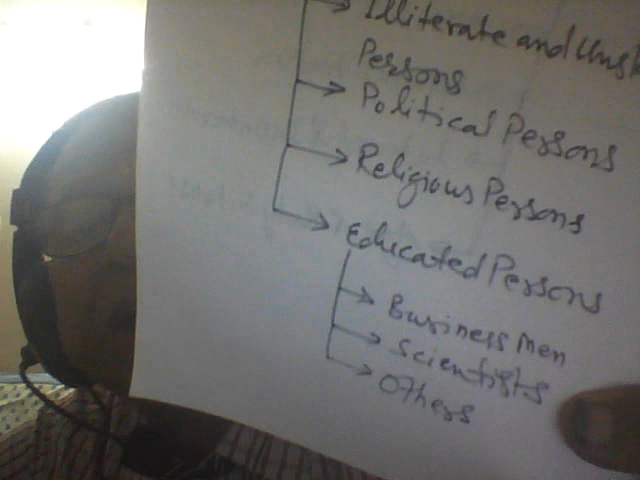 Illiterate and
Persons
Political Persons
Religious Persons
Educated Persons
Business men
Scientists
Others